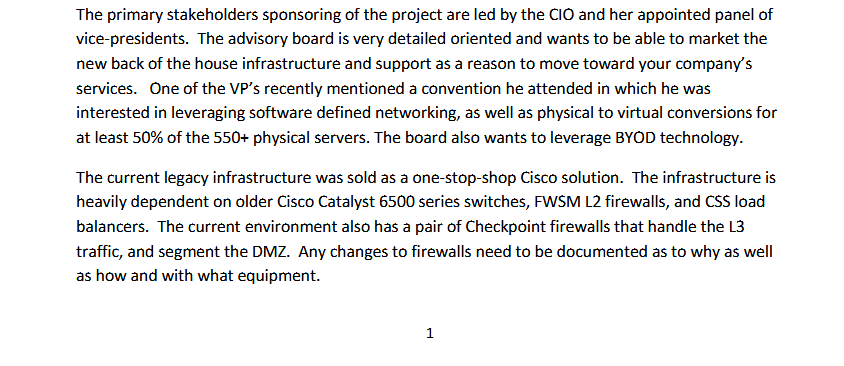 The primary stakeholders sponsoring of the project are led by the CIO and her appointed panel of
vice-presidents.  The advisory board is very detailed oriented and wants to be able to market the
new back of the house infrastructure and support as a reason to move toward your company’s
services.   One of the VP’s recently mentioned a convention he attended in which he was
interested in leveraging software defined networking, as well as physical to virtual conversions for
at least 50% of the 550+ physical servers. The board also wants to leverage BYOD technology.
The current legacy infrastructure was sold as a one-stop-shop Cisco solution.  The infrastructure is
heavily dependent on older Cisco Catalyst 6500 series switches, FWSM L2 firewalls, and CSS load
balancers.  The current environment also has a pair of Checkpoint firewalls that handle the L3
traffic, and segment the DMZ.  Any changes to firewalls need to be documented as to why as well
as how and with what equipment.
1